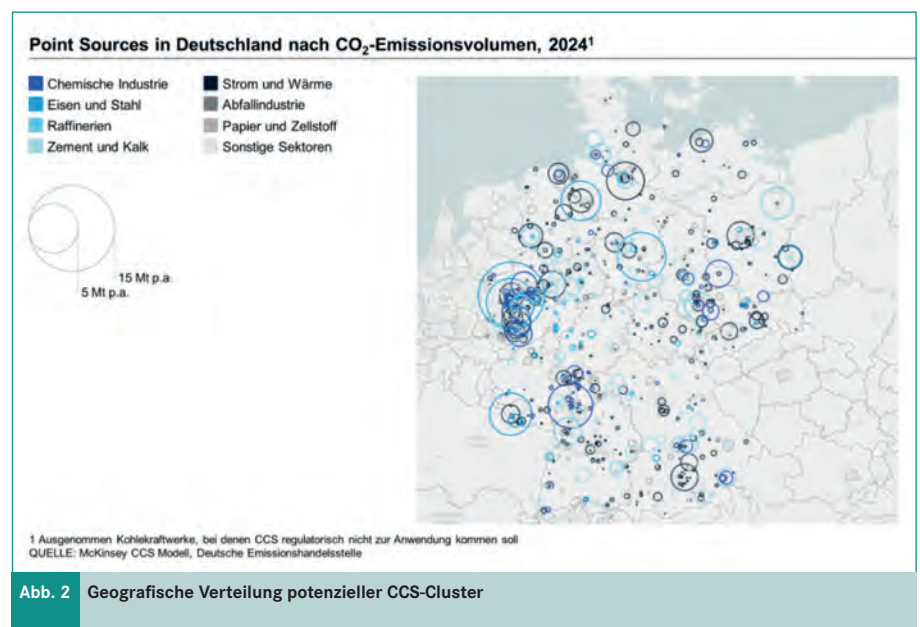 Point Sources in Deutschland nach CO₂-Emissionsvolumen, 2024¹
Chemische Industrie
Eisen und Stahl
Raffinerien
Zement und Kalk
Strom und Wärme
Abfallindustrie
Papier und Zellstoff
Sonstige Sektoren
15 Mt p.a.
5 Mt p.a.
1 Ausgenommen Kohlekraftwerke, bei denen CCS regulatorisch nicht zur Anwendung kommen soll
QUELLE: McKinsey CCS Modell, Deutsche Emissionshandelsstelle
Abb. 2 Geografische Verteilung potenzieller CCS-Cluster